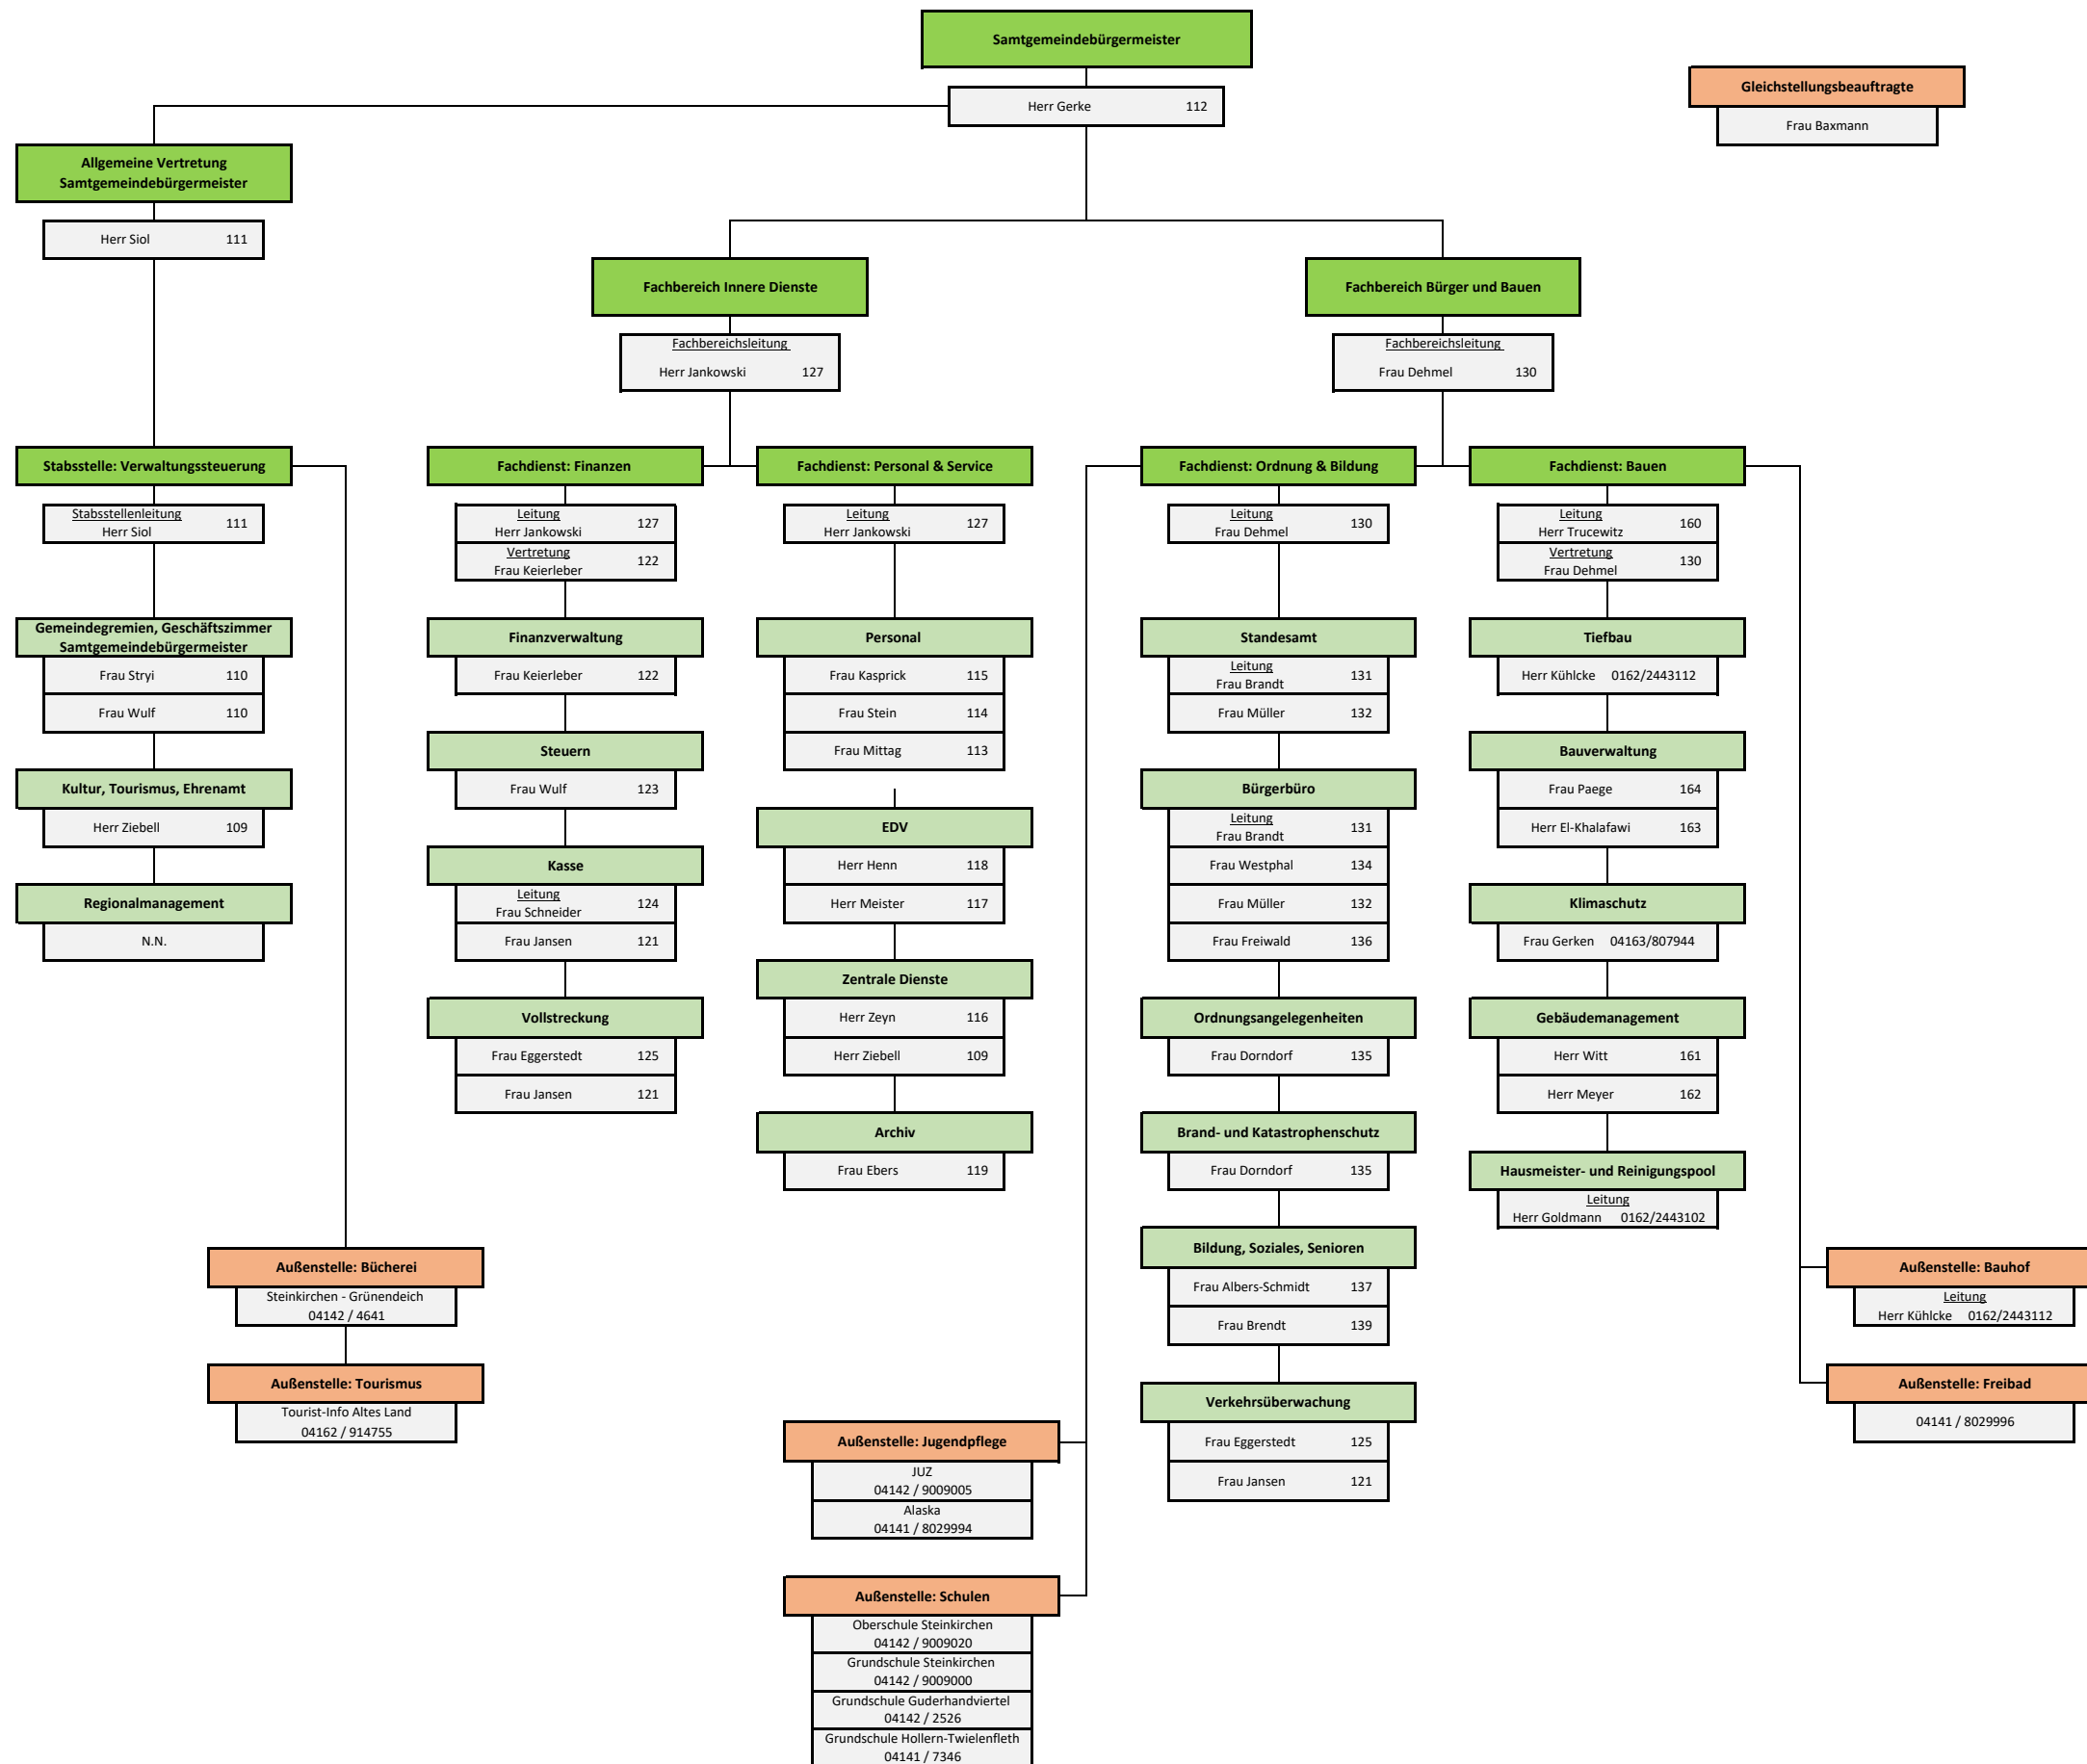 Samtgemeindebürgermeister
Herr Gerke 112
Gleichstellungsbeauftragte
Frau Baxmann
Allgemeine Vertretung
Samtgemeindebürgermeister
Herr Siol 111
Fachbereich Innere Dienste
Fachbereichsleitung
Herr Jankowski 127
Fachbereich Bürger und Bauen
Fachbereichsleitung
Frau Dehmel 130
Stabsstelle: Verwaltungssteuerung
Stabsstellenleitung
Herr Siol 111
Gemeindegremien, Geschäftszimmer
Samtgemeindebürgermeister
Frau Stryi 110
Frau Wulf 110
Kultur, Tourismus, Ehrenamt
Herr Ziebell 109
Regionalmanagement
N.N.
Außenstelle: Bücherei
Steinkirchen - Grünendeich
04142 / 4641
Außenstelle: Tourismus
Tourist-Info Altes Land
04162 / 914755
Fachdienst: Finanzen
Leitung
Herr Jankowski 127
Vertretung
Frau Keierleber 122
Finanzverwaltung
Frau Keierleber 122
Steuern
Frau Wulf 123
Kasse
Leitung
Frau Schneider 124
Frau Jansen 121
Vollstreckung
Frau Eggerstedt 125
Frau Jansen 121
Fachdienst: Personal & Service
Leitung
Herr Jankowski 127
Personal
Frau Kasprick 115
Frau Stein 114
Frau Mittag 113
EDV
Herr Henn 118
Herr Meister 117
Zentrale Dienste
Herr Zeyn 116
Herr Ziebell 109
Archiv
Frau Ebers 119
Fachdienst: Ordnung & Bildung
Leitung
Frau Dehmel 130
Standesamt
Leitung
Frau Brandt 131
Frau Müller 132
Bürgerbüro
Leitung
Frau Brandt 131
Frau Westphal 134
Frau Müller 132
Frau Freiwald 136
Ordnungsangelegenheiten
Frau Dorndorf 135
Brand- und Katastrophenschutz
Frau Dorndorf 135
Bildung, Soziales, Senioren
Frau Albers-Schmidt 137
Frau Brendt 139
Verkehrsüberwachung
Frau Eggerstedt 125
Frau Jansen 121
Außenstelle: Jugendpflege
JUZ
04142 / 9009005
Alaska
04141 / 8029994
Außenstelle: Schulen
Oberschule Steinkirchen
04142 / 9009020
Grundschule Steinkirchen
04142 / 9009000
Grundschule Guderhandviertel
04142 / 2526
Grundschule Hollern-Twielenfleth
04141 / 7346
Fachdienst: Bauen
Leitung
Herr Trucewitz 160
Vertretung
Frau Dehmel 130
Tiefbau
Herr Kühlcke 0162/2443112
Bauverwaltung
Frau Paege 164
Herr El-Khalafawi 163
Klimaschutz
Frau Gerken 04163/807944
Gebäudemanagement
Herr Witt 161
Herr Meyer 162
Hausmeister- und Reinigungspool
Leitung
Herr Goldmann 0162/2443102
Außenstelle: Bauhof
Leitung
Herr Kühlcke 0162/2443112
Außenstelle: Freibad
04141 / 8029996